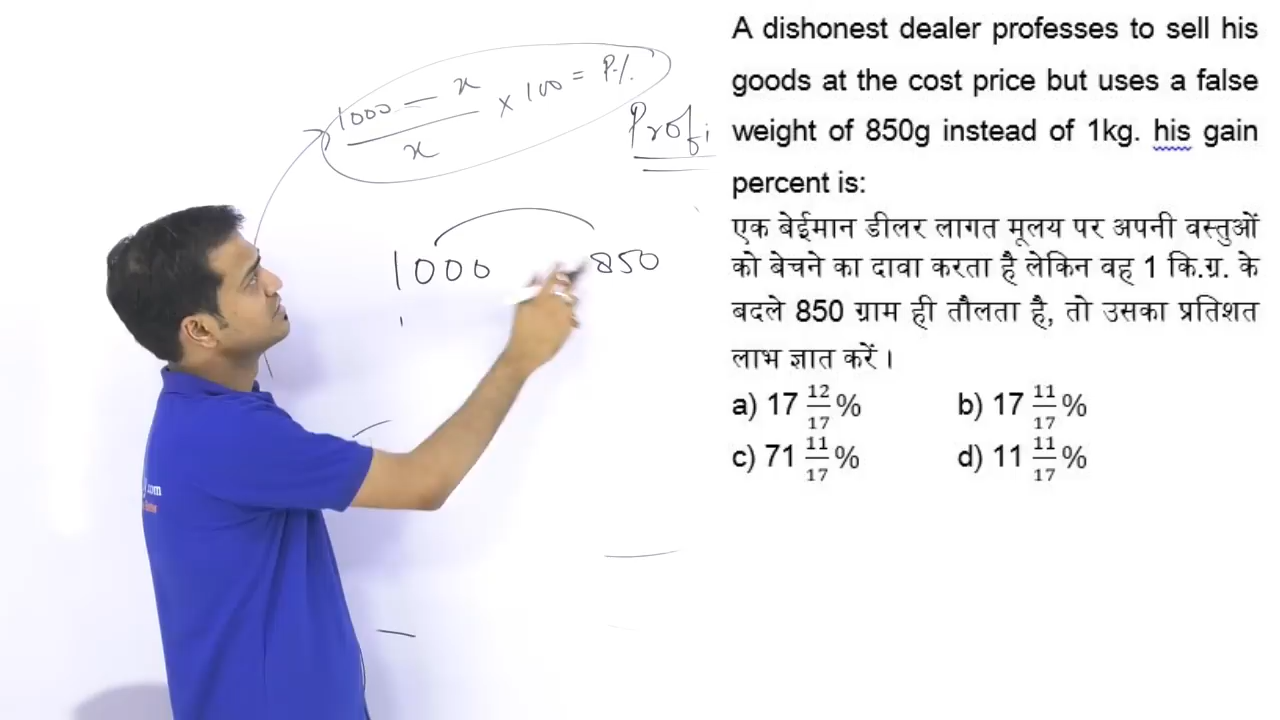 1000 — x
x
× 100 = P.%
Profi
1000 850
.com
A dishonest dealer professes to sell his
goods at the cost price but uses a false
weight of 850g instead of 1kg. his gain
percent is:
एक बेईमान डीलर लागत मूलय पर अपनी वस्तुओं
को बेचने का दावा करता है लेकिन वह 1 कि.ग्र. के
बदले 850 ग्राम ही तौलता है, तो उसका प्रतिशत
लाभ ज्ञात करें ।
a) 17 12/17 % b) 17 11/17 %
c) 71 11/17 % d) 11 11/17 %